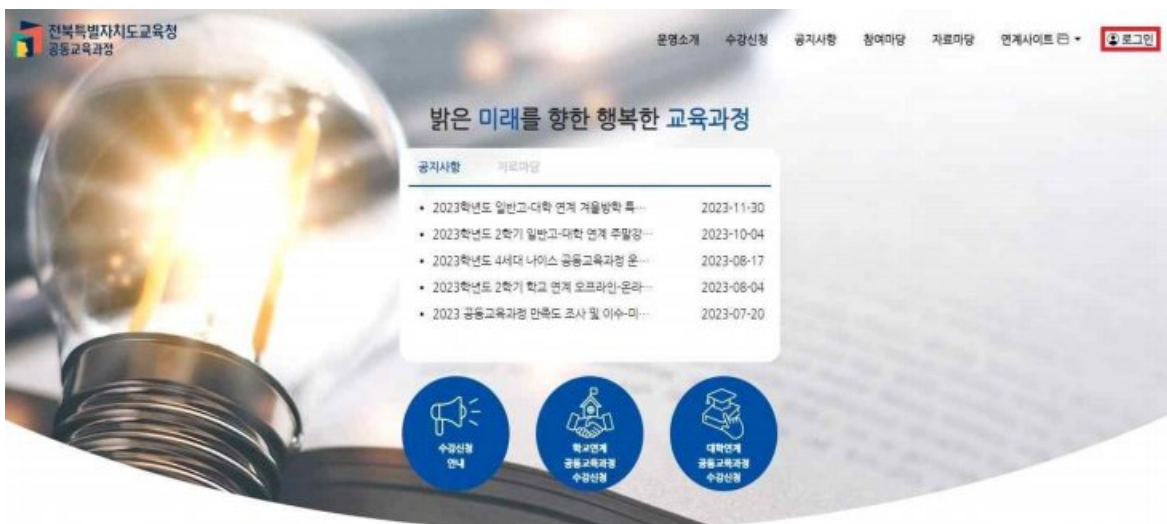 전북특별자치도교육청
공동교육과정
운영소개 수강신청 공지사항 참여마당 자료마당 연계사이트 로그인
밝은 미래를 향한 행복한 교육과정
공지사항 자료마당
• 2023학년도 일반고-대학 연계 겨울방학 특… 2023-11-30
• 2023학년도 2학기 일반고-대학 연계 주말강… 2023-10-04
• 2023학년도 4세대 나이스 공동교육과정 운… 2023-08-17
• 2023학년도 2학기 학교 연계 오프라인-온라… 2023-08-04
• 2023 공동교육과정 만족도 조사 및 이수-미… 2023-07-20
수강신청
안내
학교연계
공동교육과정
수강신청
대학연계
공동교육과정
수강신청